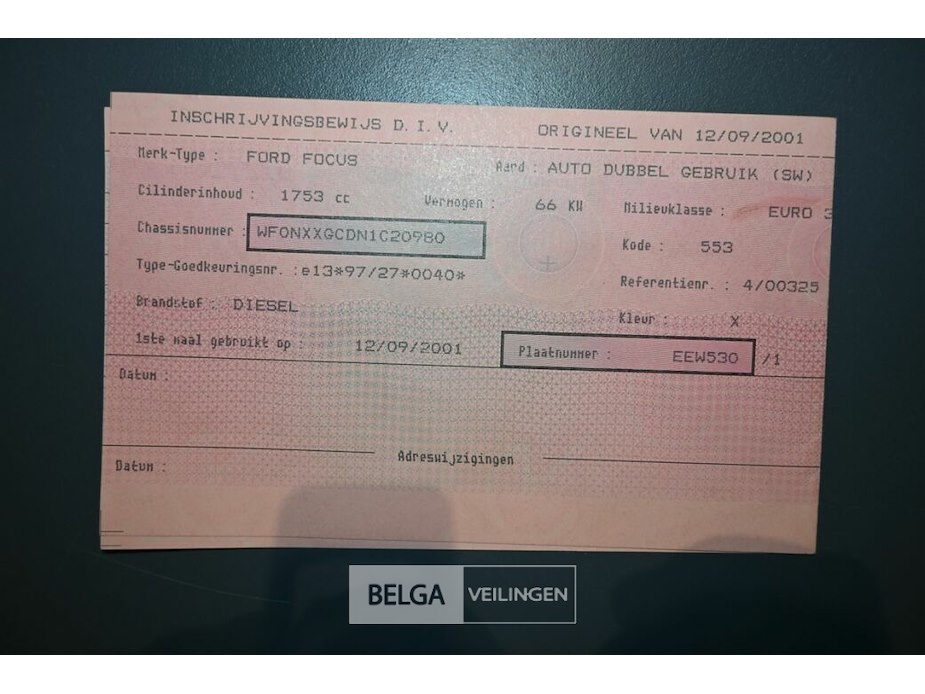 INSCHRIJVINGSBEWIJS D.I.V. ORIGINEEL VAN 12/09/2001
Merk-Type : FORD FOCUS Aard : AUTO DUBBEL GEBRUIK (SW)
Cilinderinhoud : 1753 cc Vermogen : 66 KW Milieuklasse : EURO 3
Chassisnummer : WF0NXXGCDN1C20980 Kode : 553
Type-Goedkeuringsnr. : e13*97/27*0040* Referentienr. : 4/00325
Brandstof : DIESEL Kleur : X
1ste maal gebruikt op : 12/09/2001 Plaatnummer : EEW530 /1
Datum :
Adreswijzigingen
Datum :
BELGA VEILINGEN